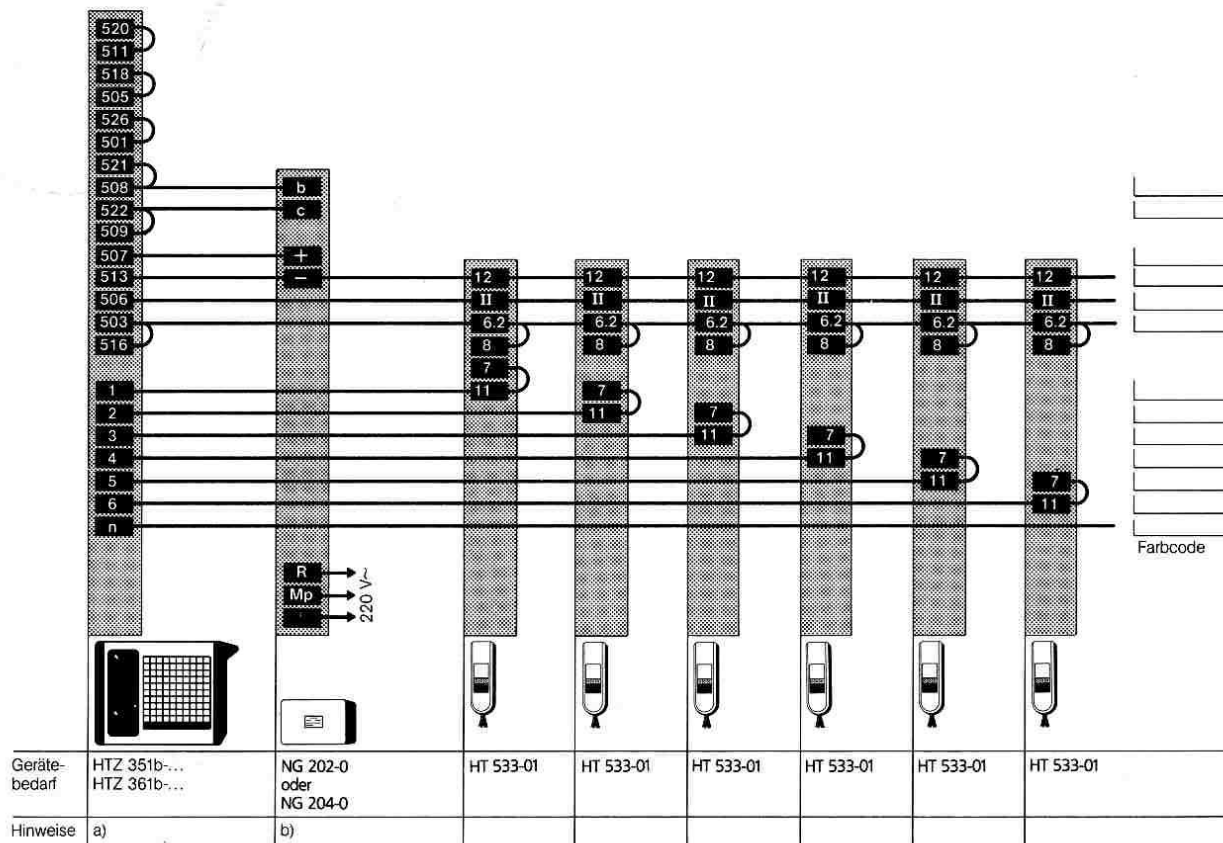 520
511
518
505
526
501
521
508 b
522 c
509
507 +
513 − 12 12 12 12 12 12
506 II II II II II II
503 6.2 6.2 6.2 6.2 6.2 6.2
516 8 8 8 8 8 8
7
1 11 7
2 11 7
3 11 7
4 11 7
5 11 7
6 11
n
Farbcode
R
Mp
220 V~
Geräte-
bedarf
HTZ 351b-...
HTZ 361b-...
NG 202-0
oder
NG 204-0
HT 533-01 HT 533-01 HT 533-01 HT 533-01 HT 533-01 HT 533-01
Hinweise a) b)